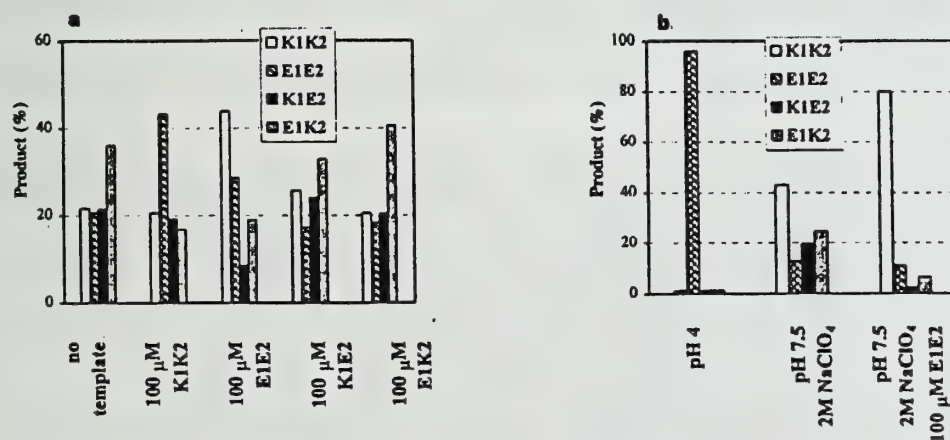 a
60
40
20
0
Product (%)
K1K2
E1E2
K1E2
E1K2
no
template
100 μM
K1K2
100 μM
E1E2
100 μM
K1E2
100 μM
E1K2
b.
100
80
60
40
20
0
Product (%)
K1K2
E1E2
K1E2
E1K2
pH 4
pH 7.5
2M NaClO₄
pH 7.5
2M NaClO₄
100 μM E1E2